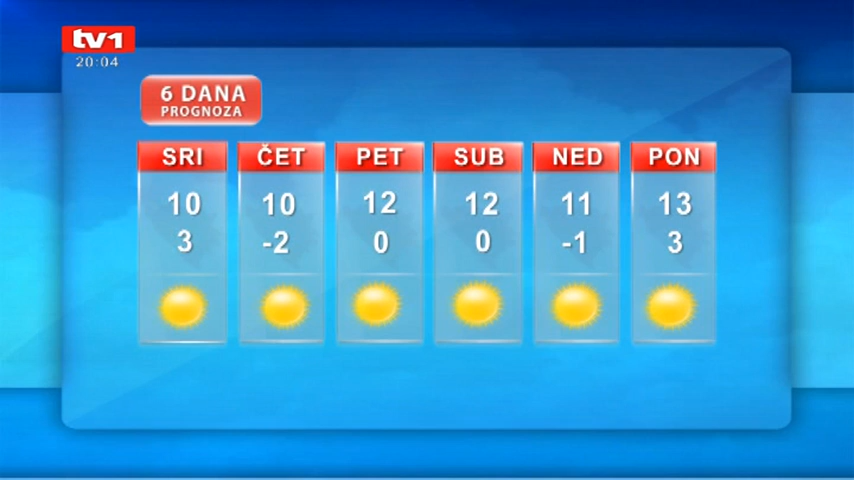 tv1
20:04
6 DANA
PROGNOZA
SRI ČET PET SUB NED PON
10 10 12 12 11 13
3 -2 0 0 -1 3